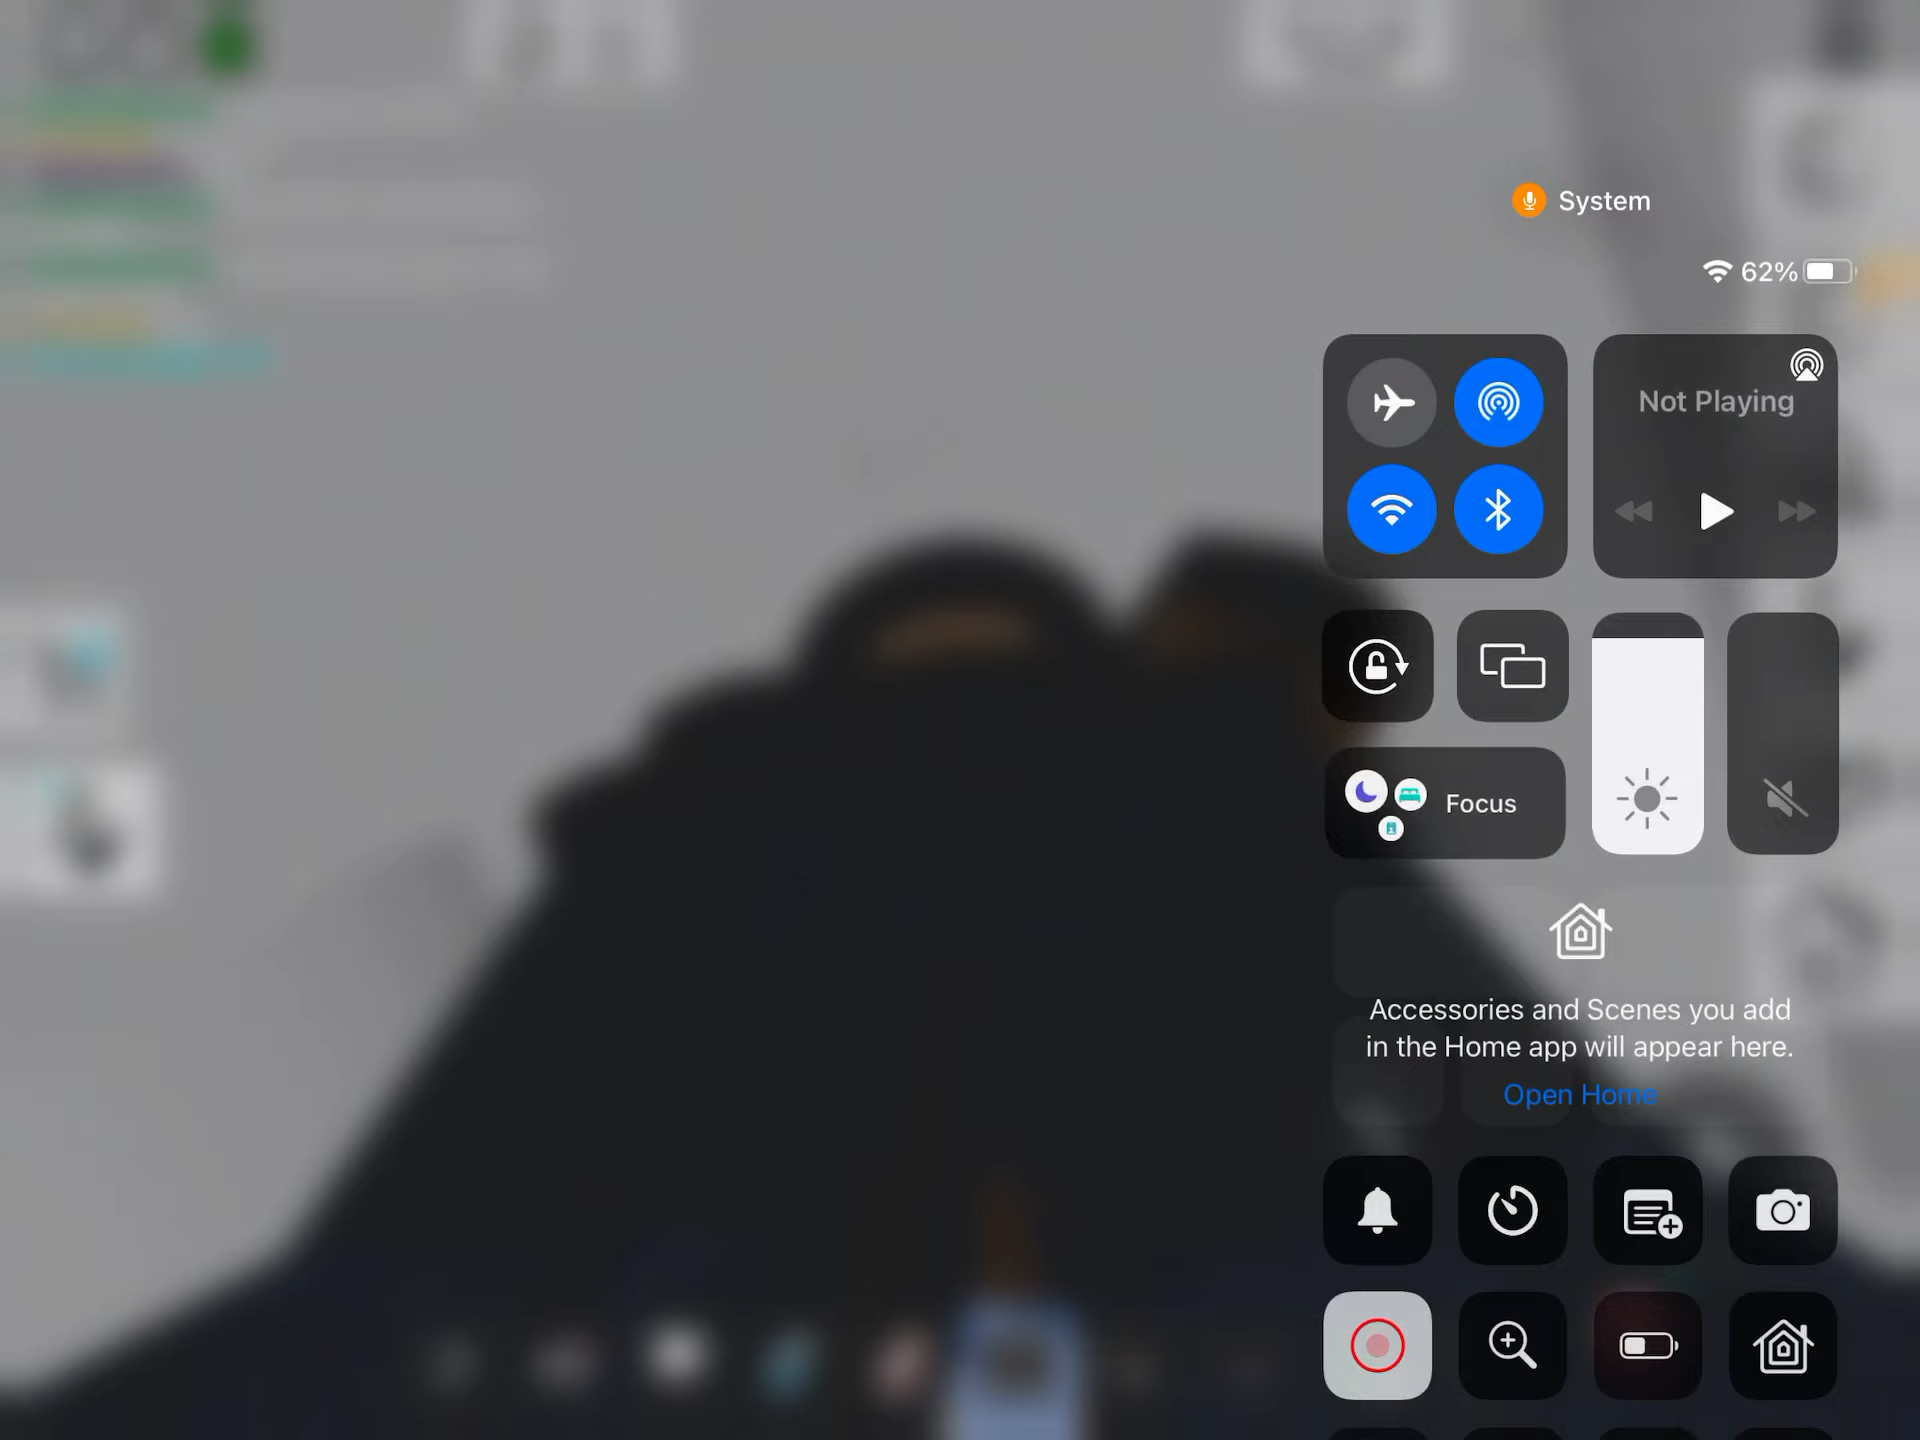 System
62%
Not Playing
Focus
Accessories and Scenes you add
in the Home app will appear here.
Open Home